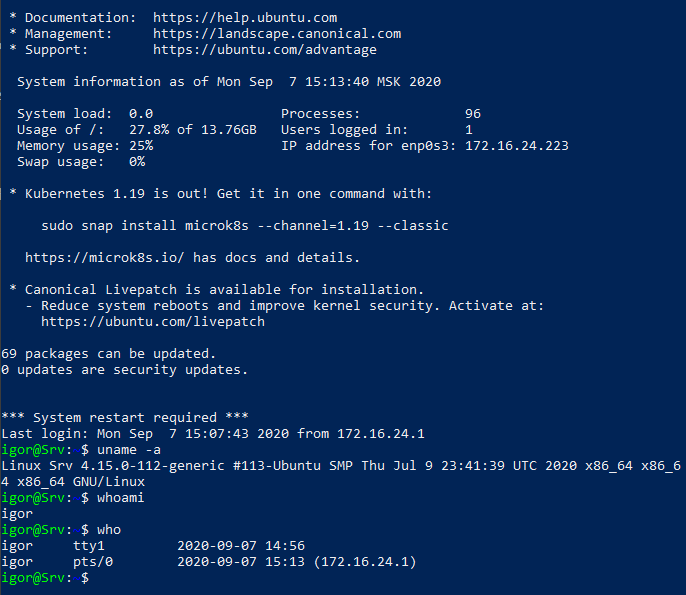 * Documentation:  https://help.ubuntu.com
* Management:     https://landscape.canonical.com
* Support:        https://ubuntu.com/advantage
System information as of Mon Sep  7 15:13:40 MSK 2020
System load:  0.0                Processes:             96
Usage of /:   27.8% of 13.76GB   Users logged in:       1
Memory usage: 25%                IP address for enp0s3: 172.16.24.223
Swap usage:   0%
* Kubernetes 1.19 is out! Get it in one command with:
sudo snap install microk8s --channel=1.19 --classic
https://microk8s.io/ has docs and details.
* Canonical Livepatch is available for installation.
- Reduce system reboots and improve kernel security. Activate at:
https://ubuntu.com/livepatch
69 packages can be updated.
0 updates are security updates.
*** System restart required ***
Last login: Mon Sep  7 15:07:43 2020 from 172.16.24.1
igor@Srv: $ uname -a
Linux Srv 4.15.0-112-generic #113-Ubuntu SMP Thu Jul 9 23:41:39 UTC 2020 x86_64 x86_6
4 x86_64 GNU/Linux
igor@Srv: $ whoami
igor
igor@Srv: $ who
igor     tty1         2020-09-07 14:56
igor     pts/0        2020-09-07 15:13 (172.16.24.1)
igor@Srv: $